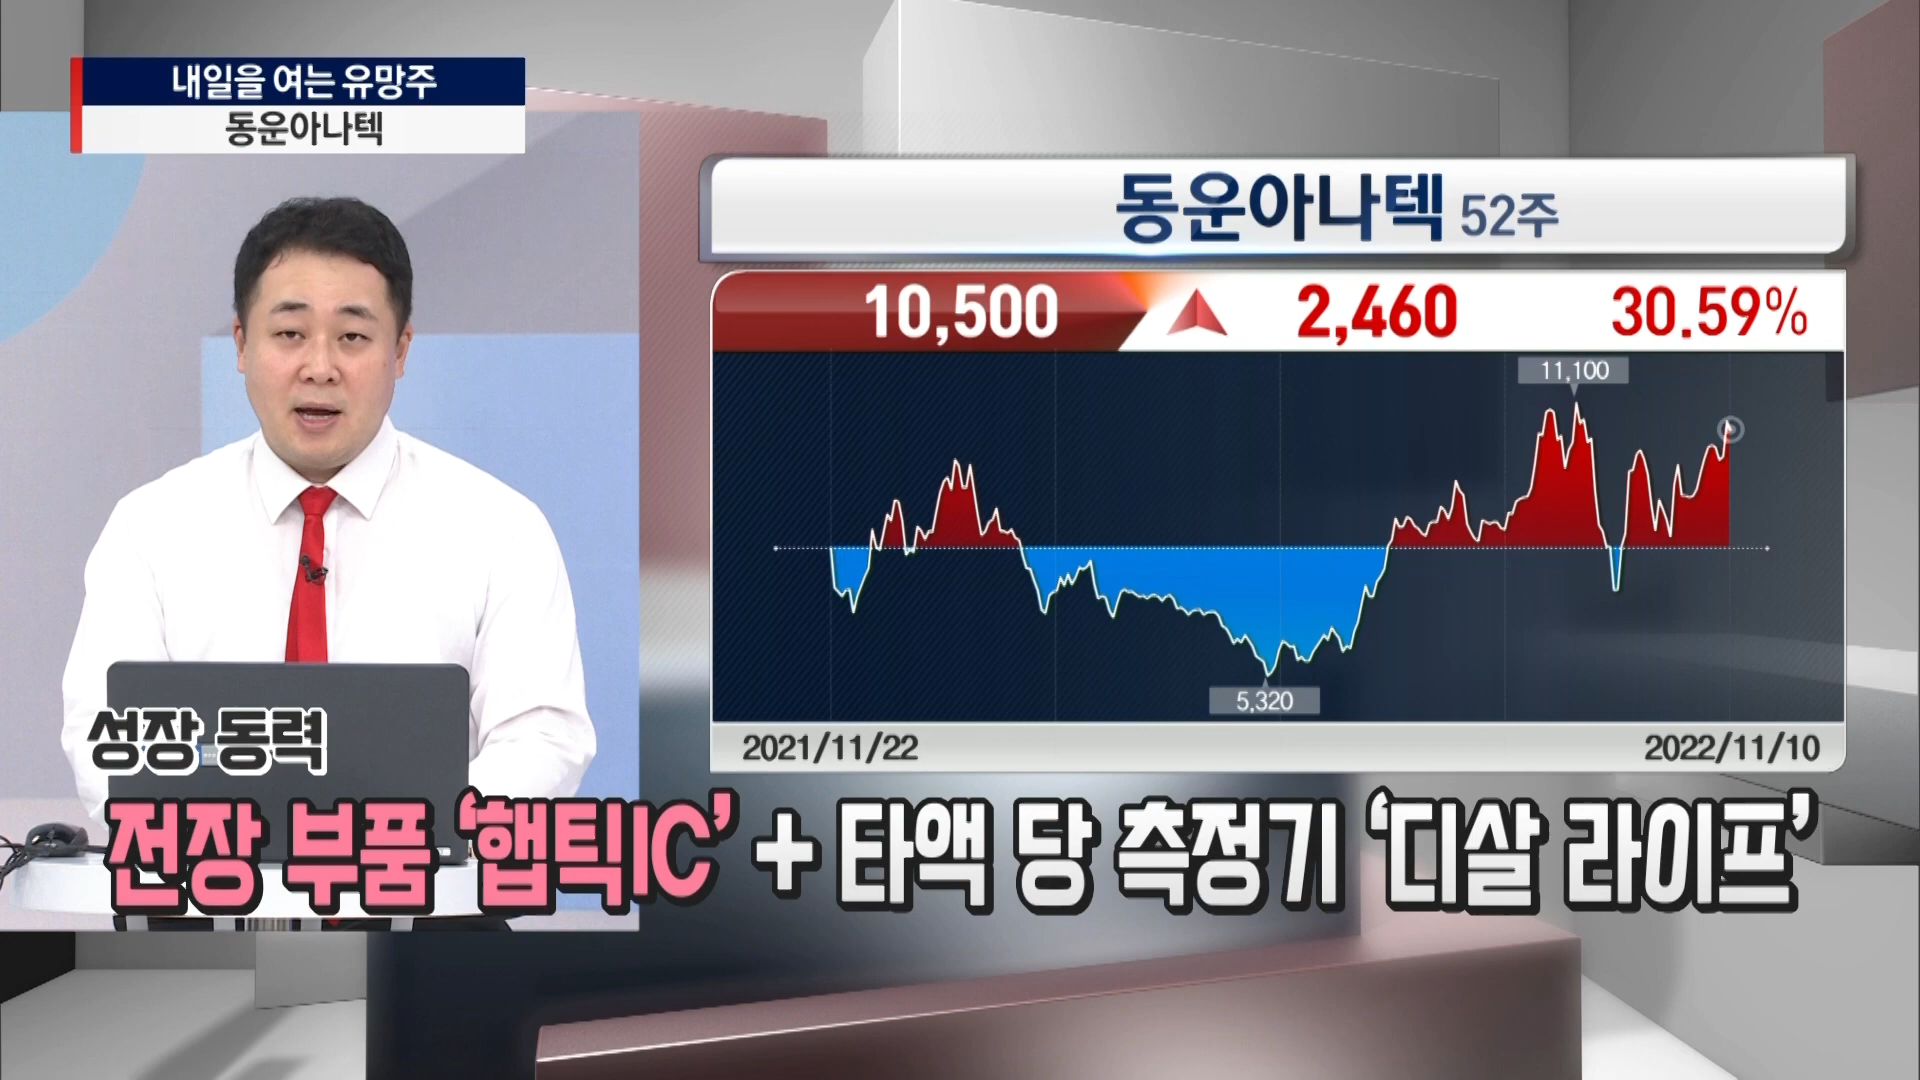 내일을 여는 유망주
동운아나텍
동운아나텍 52주
10,500 2,460 30.59%
11,100
5,320
2021/11/22 2022/11/10
성장 동력
전장 부품 ‘햅틱IC’ + 타액 당 측정기 ‘디살 라이프’